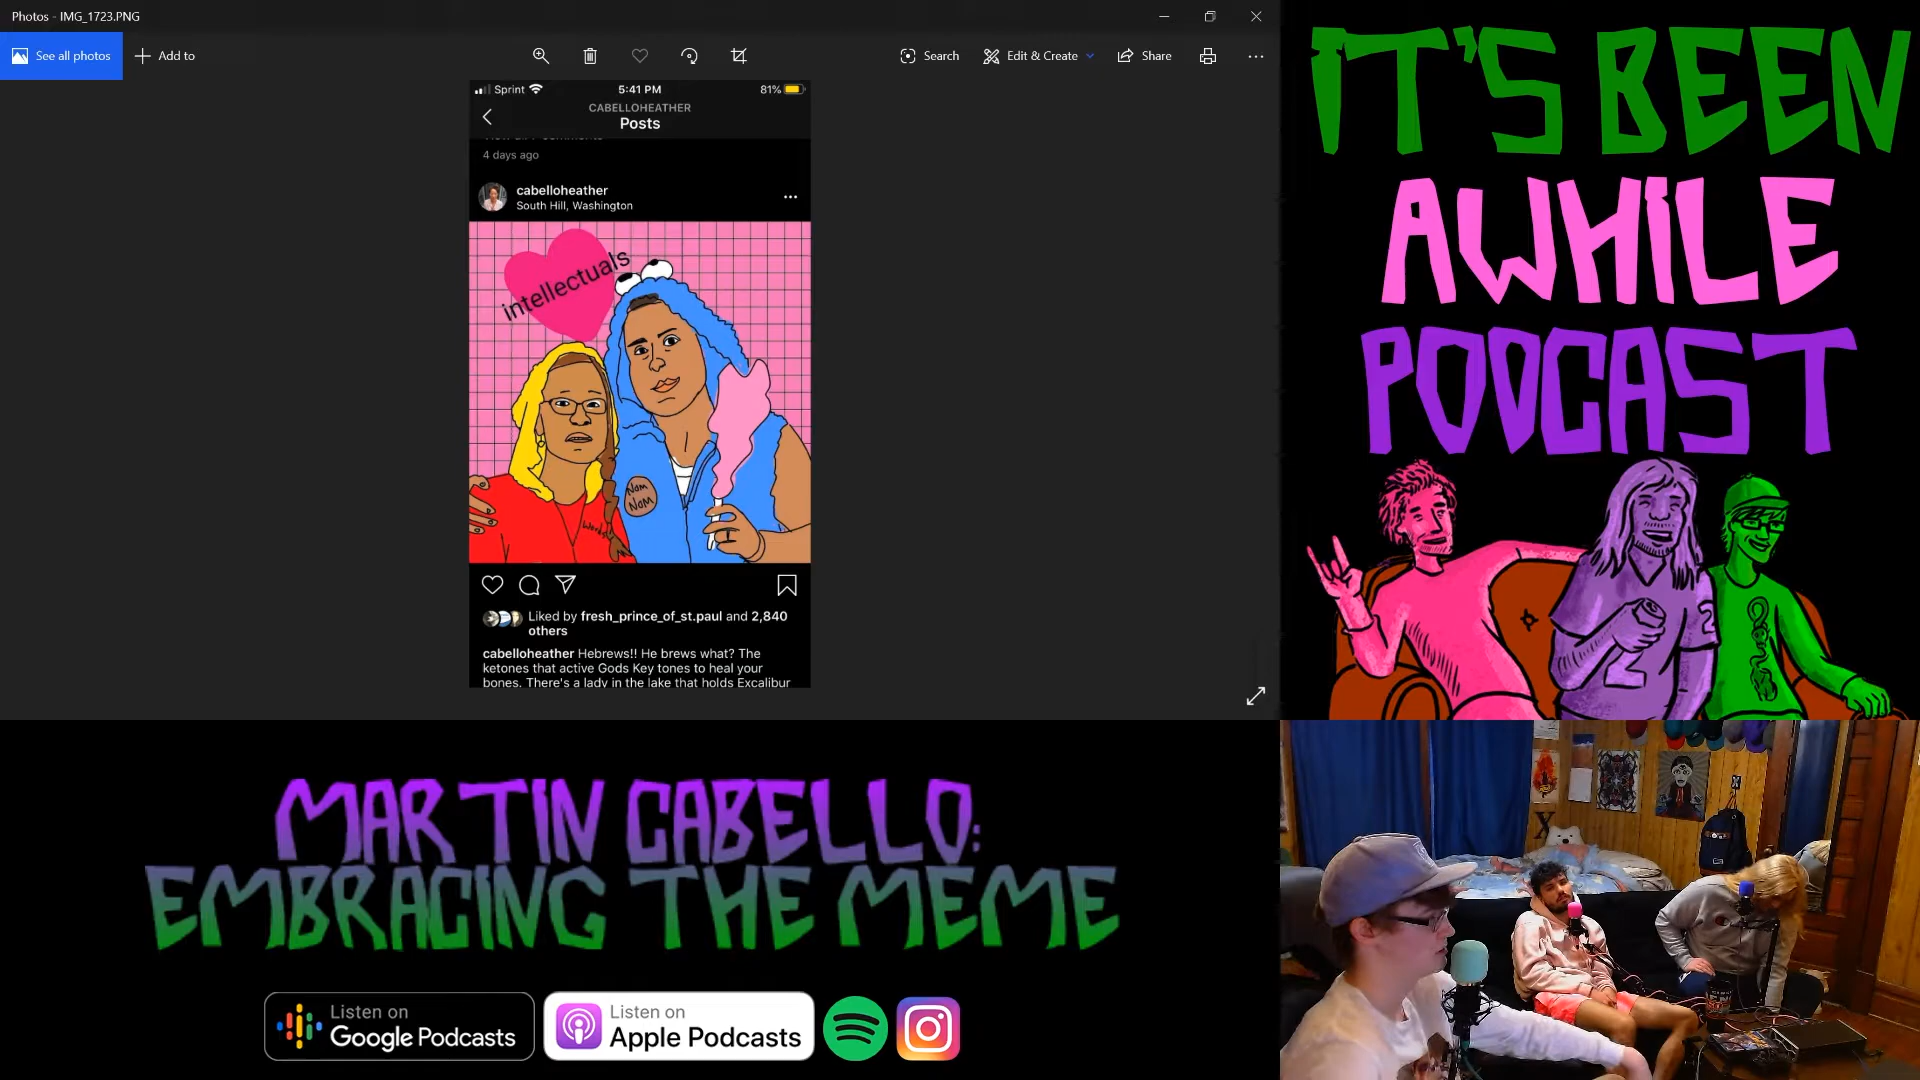 Photos - IMG_1723.PNG
See all photos
Add to
Search
Edit & Create
Share
Sprint
5:41 PM
81%
CABELLOHEATHER
Posts
4 days ago
cabelloheather
South Hill, Washington
intellectuals
Nom
Nom
Liked by fresh_prince_of_st.paul and 2,840
others
cabelloheather Hebrews!! He brews what? The
ketones that active Gods Key tones to heal your
bones. There's a lady in the lake that holds Excalibur
IT'S BEEN
AWHILE
PODCAST
2
2
MARTIN CABELLO:
EMBRACING THE MEME
Listen on
Google Podcasts
Listen on
Apple Podcasts